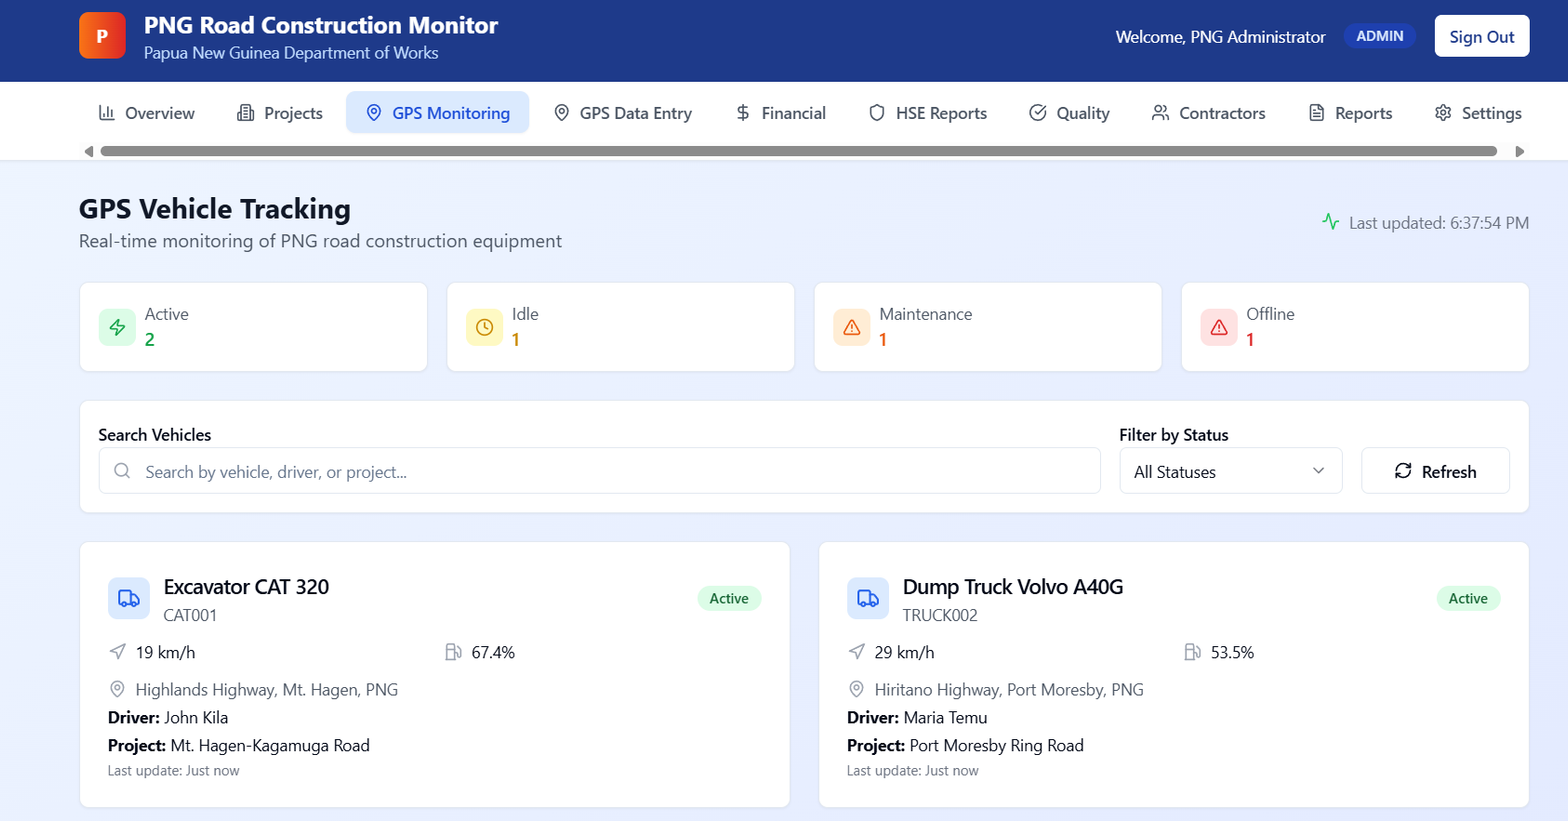 P
PNG Road Construction Monitor
Papua New Guinea Department of Works
Welcome, PNG Administrator
ADMIN
Sign Out
Overview
Projects
GPS Monitoring
GPS Data Entry
Financial
HSE Reports
Quality
Contractors
Reports
Settings
GPS Vehicle Tracking
Real-time monitoring of PNG road construction equipment
Last updated: 6:37:54 PM
Active
2
Idle
1
Maintenance
1
Offline
1
Search Vehicles
Search by vehicle, driver, or project...
Filter by Status
All Statuses
Refresh
Excavator CAT 320
CAT001
Active
19 km/h
67.4%
Highlands Highway, Mt. Hagen, PNG
Driver: John Kila
Project: Mt. Hagen-Kagamuga Road
Last update: Just now
Dump Truck Volvo A40G
TRUCK002
Active
29 km/h
53.5%
Hiritano Highway, Port Moresby, PNG
Driver: Maria Temu
Project: Port Moresby Ring Road
Last update: Just now